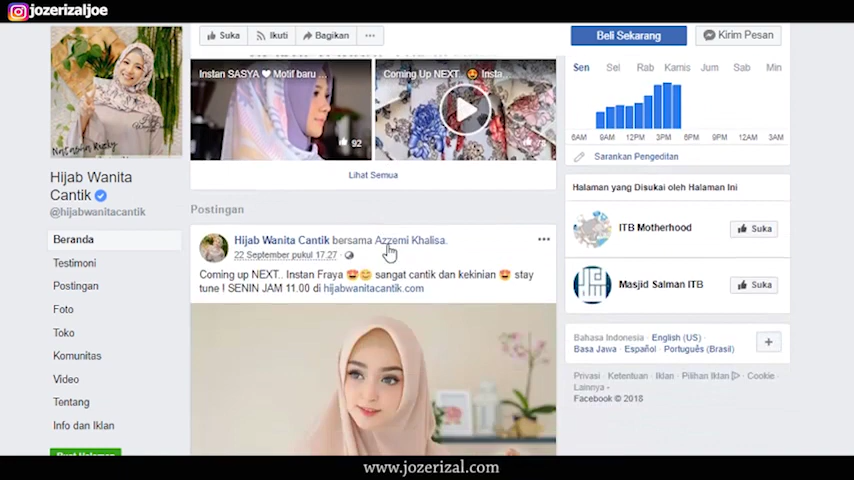 jozerizaljoe
Suka
Ikuti
Bagikan
Beli Sekarang
Kirim Pesan
Hijab Wanita
Cantik
@hijabwanitacantik
Beranda
Testimoni
Postingan
Foto
Toko
Komunitas
Video
Tentang
Info dan Iklan
Instan SASYA ❤ Motif baru ...
92
Coming Up NEXT.. 😍 Insta...
Lihat Semua
Postingan
Hijab Wanita Cantik bersama Azzemi Khalisa.
22 September pukul 17.27 ·
Coming up NEXT.. Instan Fraya sangat cantik dan kekinian stay
tune ! SENIN JAM 11.00 di hijabwanitacantik.com
Sen Sel Rab Kamis Jum Sab Min
6AM 9AM 12PM 3PM 6PM 9PM 12AM 3AM
Sarankan Pengeditan
Halaman yang Disukai oleh Halaman Ini
ITB Motherhood
Suka
Masjid Salman ITB
Suka
Bahasa Indonesia · English (US) ·
Basa Jawa · Español · Português (Brasil)
Privasi · Ketentuan · Iklan · Pilihan Iklan · Cookie ·
Lainnya
Facebook © 2018
www.jozerizal.com